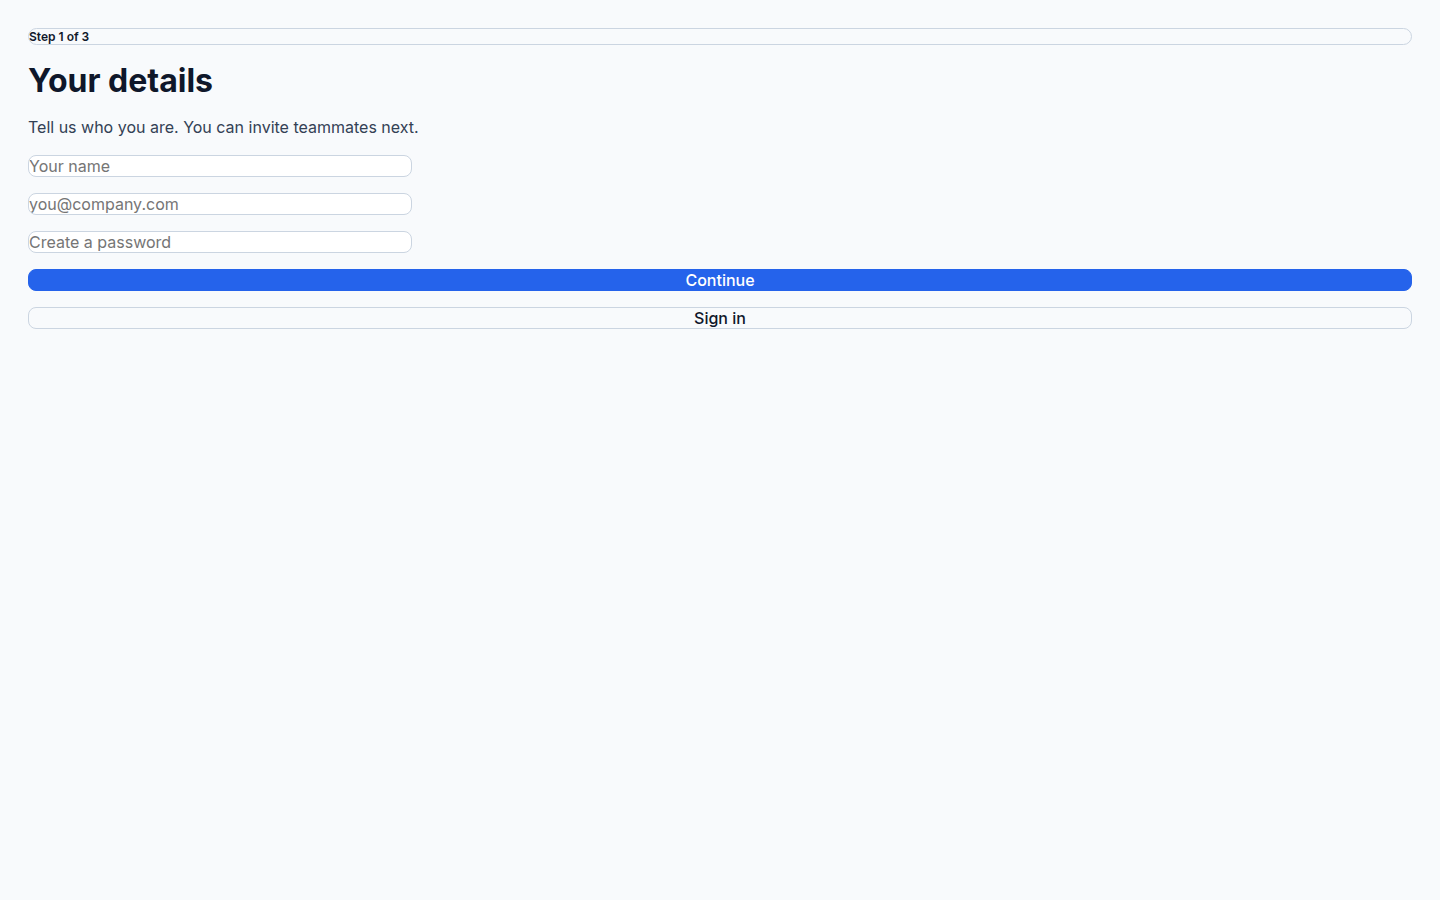 Step 1 of 3
Your details
Tell us who you are. You can invite teammates next.
Your name
you@company.com
Create a password
Continue
Sign in